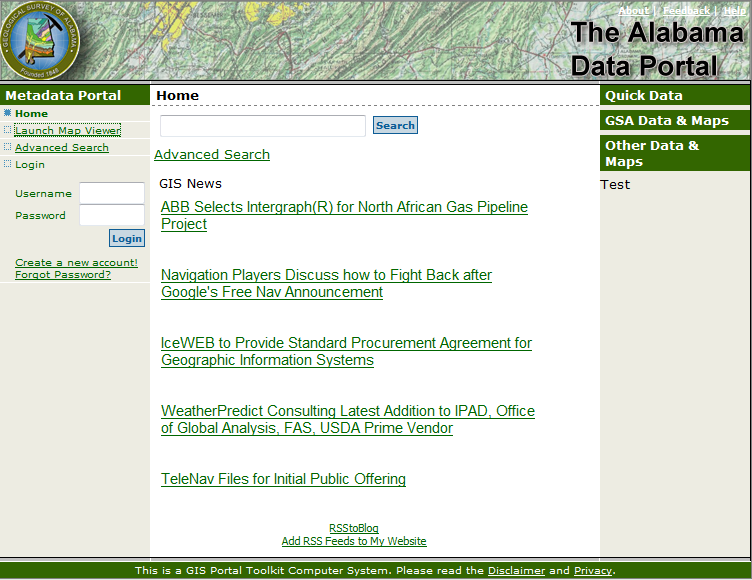 GEOLOGICAL SURVEY OF ALABAMA
Founded 1848
About | Feedback | Help
The Alabama
Data Portal
Metadata Portal
Home
Launch Map Viewer
Advanced Search
Login
Username
Password
Login
Create a new account!
Forgot Password?
Home
Search
Advanced Search
GIS News
ABB Selects Intergraph(R) for North African Gas Pipeline
Project
Navigation Players Discuss how to Fight Back after
Google's Free Nav Announcement
IceWEB to Provide Standard Procurement Agreement for
Geographic Information Systems
WeatherPredict Consulting Latest Addition to IPAD, Office
of Global Analysis, FAS, USDA Prime Vendor
TeleNav Files for Initial Public Offering
RSStoBlog
Add RSS Feeds to My Website
Quick Data
GSA Data & Maps
Other Data &
Maps
Test
This is a GIS Portal Toolkit Computer System. Please read the Disclaimer and Privacy.